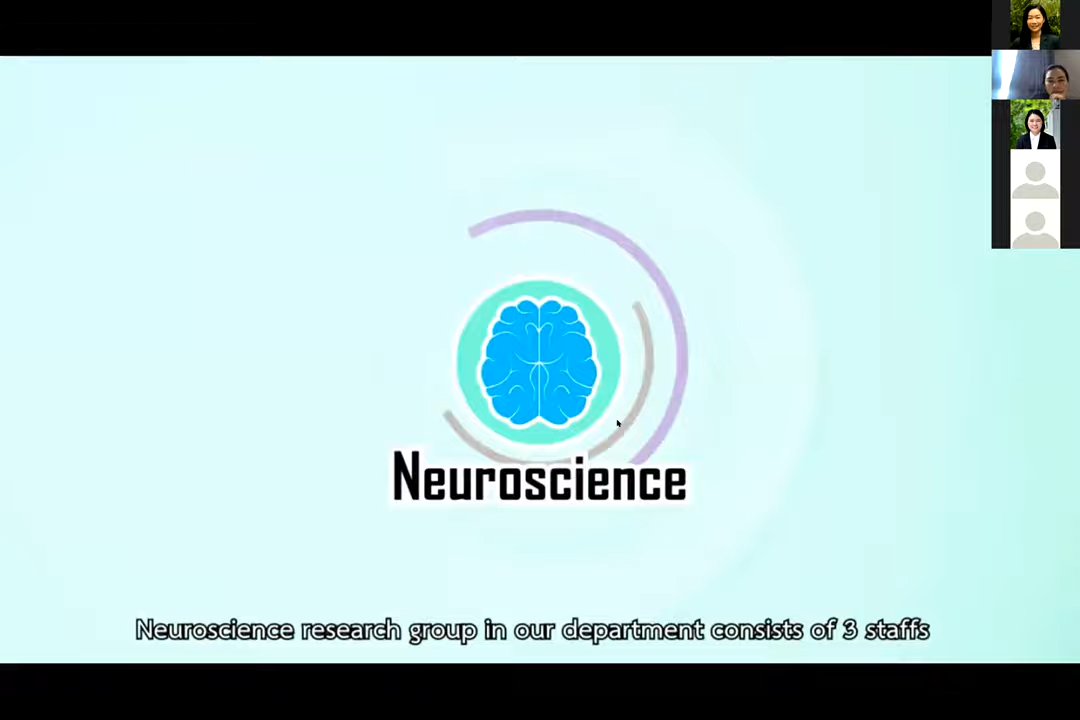 Neuroscience
Neuroscience research group in our department consists of 3 staffs